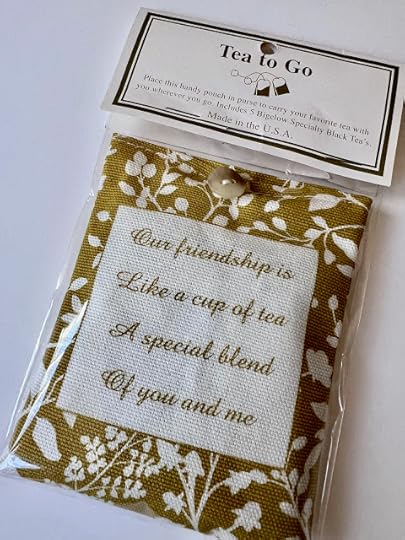 Tea to Go
Place this handy pouch in purse to carry your favorite tea with
you wherever you go. Includes 5 Bigelow Specialty Black Tea's.
Made in the U.S.A.
Our friendship is
Like a cup of tea
A special blend
Of you and me